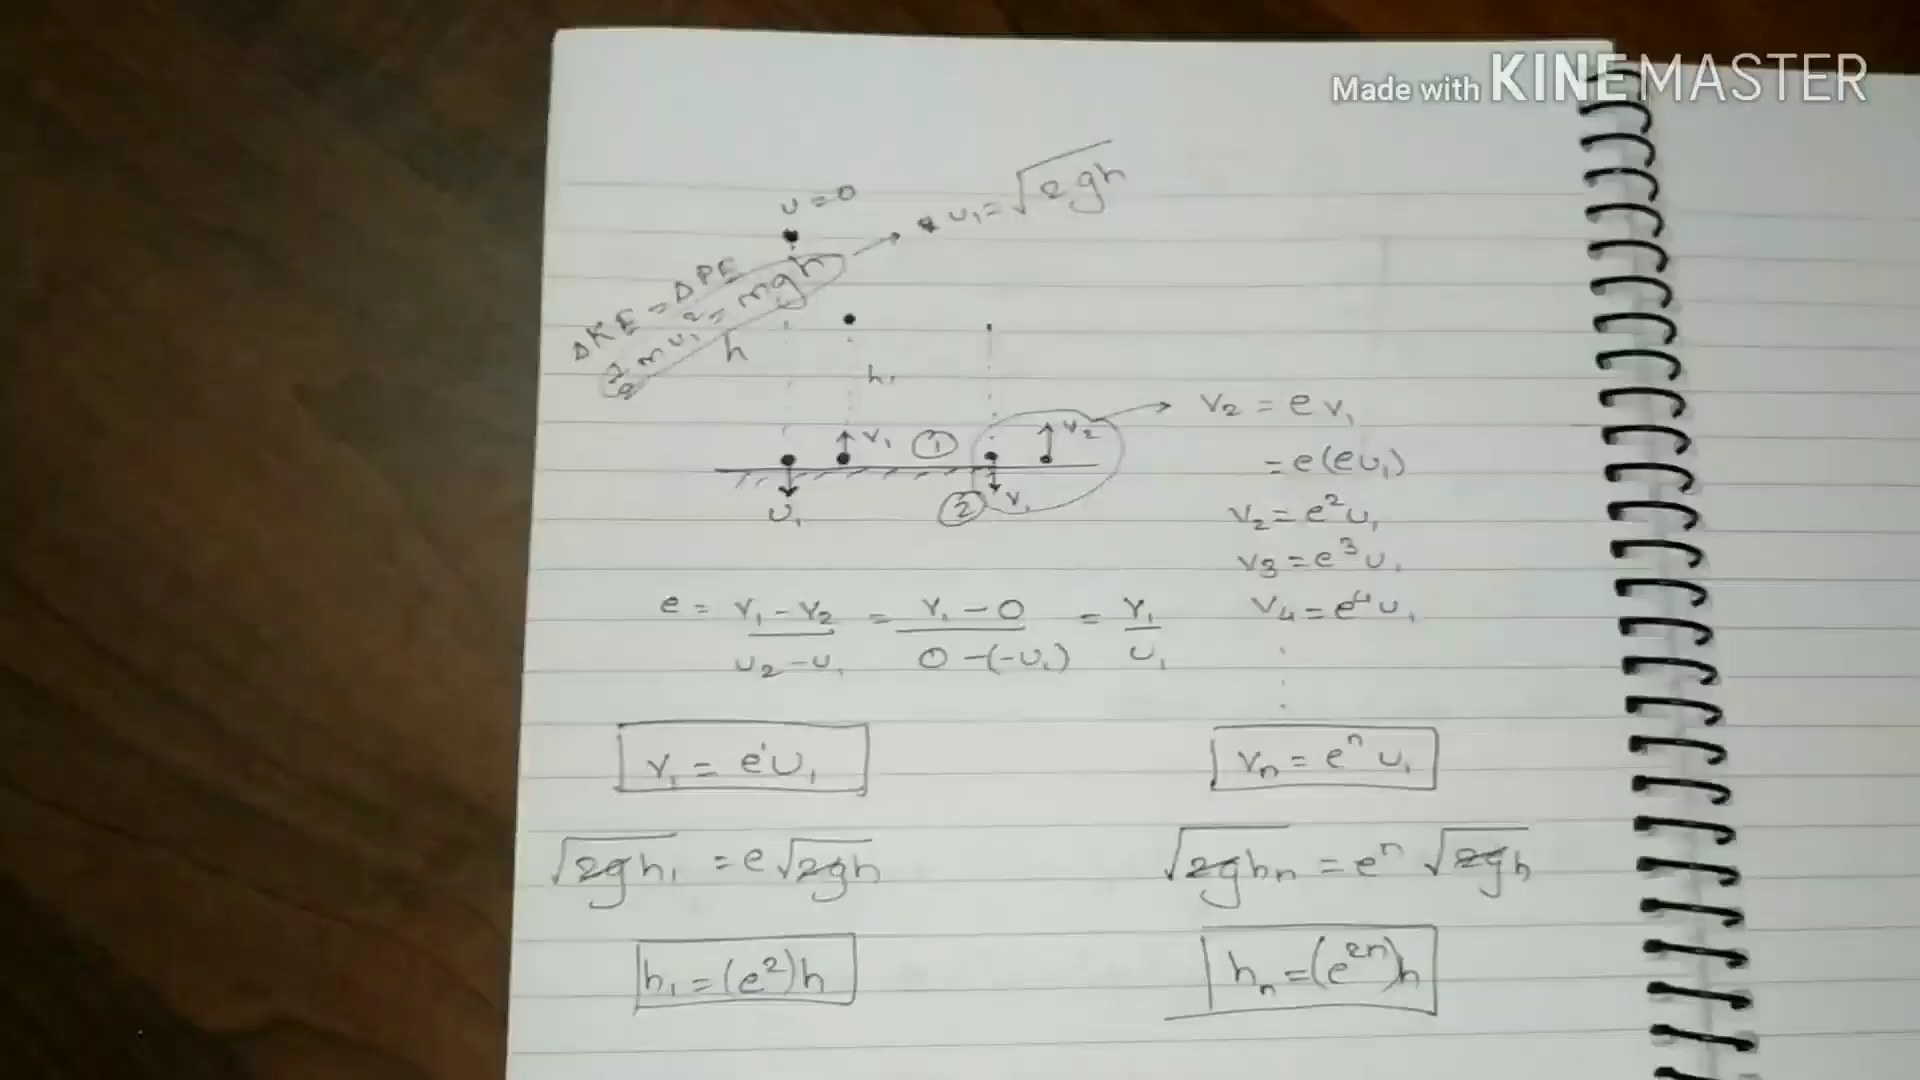 Made with KINEMASTER
u = 0
u₁ = √2gh
ΔKE = ΔPE
½ m u₁² = mgh
h
h₁
v₁
①
v₂
u₁
②
v₁
v₂ = e v₁
= e(eu₁)
v₂ = e²u₁
v₃ = e³u₁
v₄ = e⁴u₁
e = v₁ - v₂ / u₂ - u₁ = v₁ - 0 / 0 - (-u₁) = v₁ / u₁
v₁ = e'u₁
vₙ = eⁿ u₁
√2gh₁ = e √2gh
√2ghₙ = eⁿ √2gh
h₁ = (e²)h
hₙ = (e²ⁿ)h